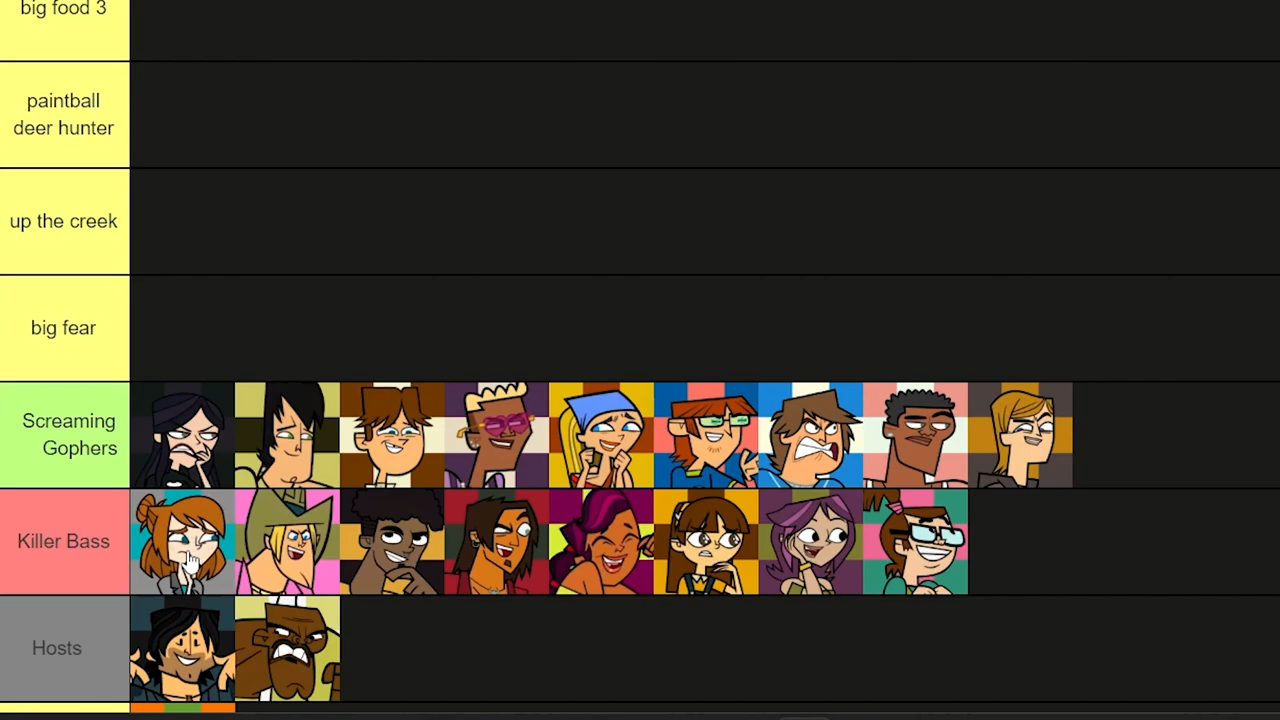 big food 3
paintball
deer hunter
up the creek
big fear
Screaming
Gophers
Killer Bass
Hosts